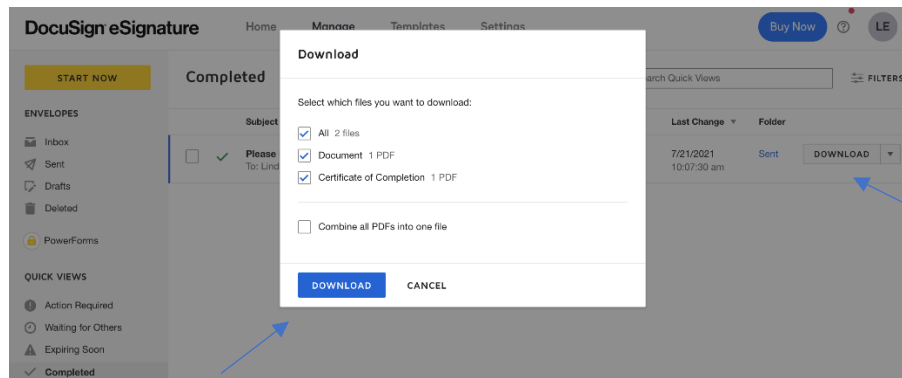 DocuSign eSignature
Home Manage Templates Settings
Buy Now
LE
START NOW
Completed
FILTERS
ENVELOPES
Inbox
Sent
Drafts
Deleted
PowerForms
QUICK VIEWS
Action Required
Waiting for Others
Expiring Soon
Completed
Subject
Last Change Folder
Please
To:
7/21/2021 Sent DOWNLOAD
10:07:30 am
Download
Select which files you want to download:
All 2 files
Document 1 PDF
Certificate of Completion 1 PDF
Combine all PDFs into one file
DOWNLOAD CANCEL
Quick Views